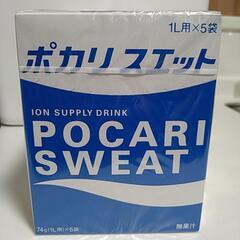 1L用×5袋
ポカリスエット
ION SUPPLY DRINK
POCARI
SWEAT
74g(1L用)×5袋
無果汁